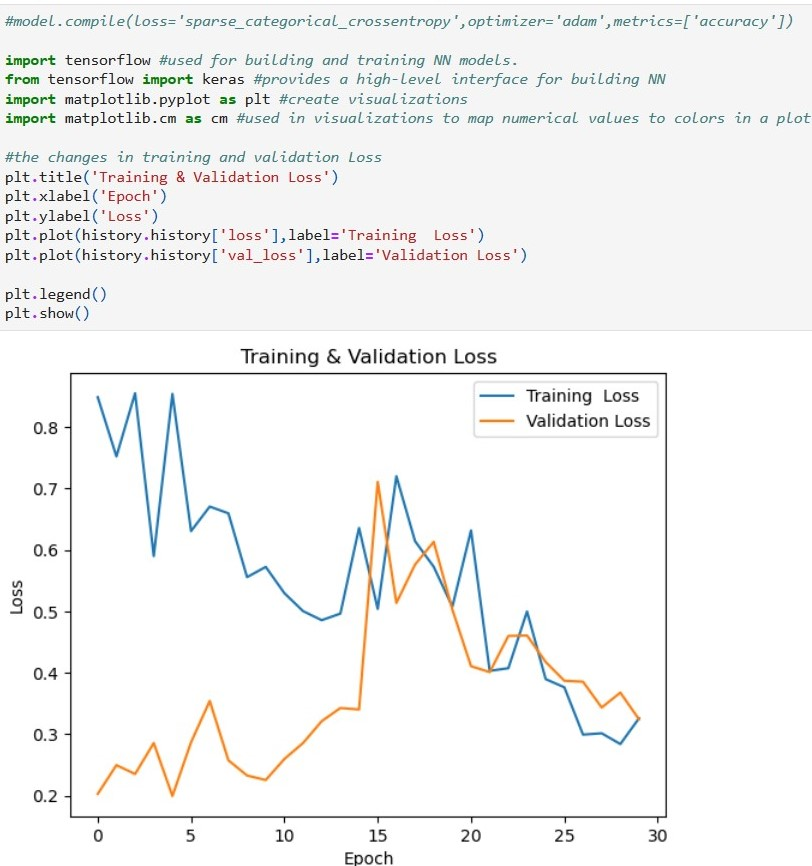 #model.compile(loss='sparse_categorical_crossentropy',optimizer='adam',metrics=['accuracy'])
import tensorflow #used for building and training NN models.
from tensorflow import keras #provides a high-level interface for building NN
import matplotlib.pyplot as plt #create visualizations
import matplotlib.cm as cm #used in visualizations to map numerical values to colors in a plot
#the changes in training and validation Loss
plt.title('Training & Validation Loss')
plt.xlabel('Epoch')
plt.ylabel('Loss')
plt.plot(history.history['loss'],label='Training  Loss')
plt.plot(history.history['val_loss'],label='Validation Loss')
plt.legend()
plt.show()
Training & Validation Loss
Training  Loss
Validation Loss
0.8
0.7
0.6
0.5
0.4
0.3
0.2
Loss
0 5 10 15 20 25 30
Epoch